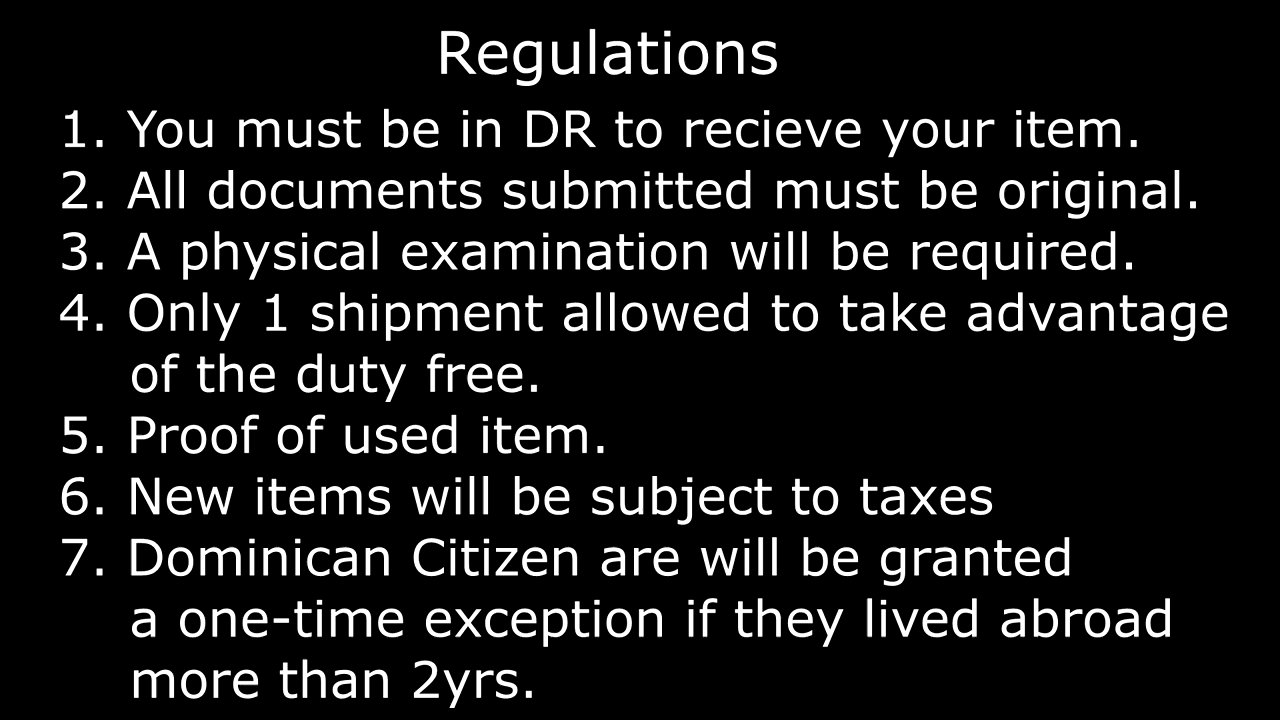 Regulations
1. You must be in DR to recieve your item.
2. All documents submitted must be original.
3. A physical examination will be required.
4. Only 1 shipment allowed to take advantage
of the duty free.
5. Proof of used item.
6. New items will be subject to taxes
7. Dominican Citizen are will be granted
a one-time exception if they lived abroad
more than 2yrs.